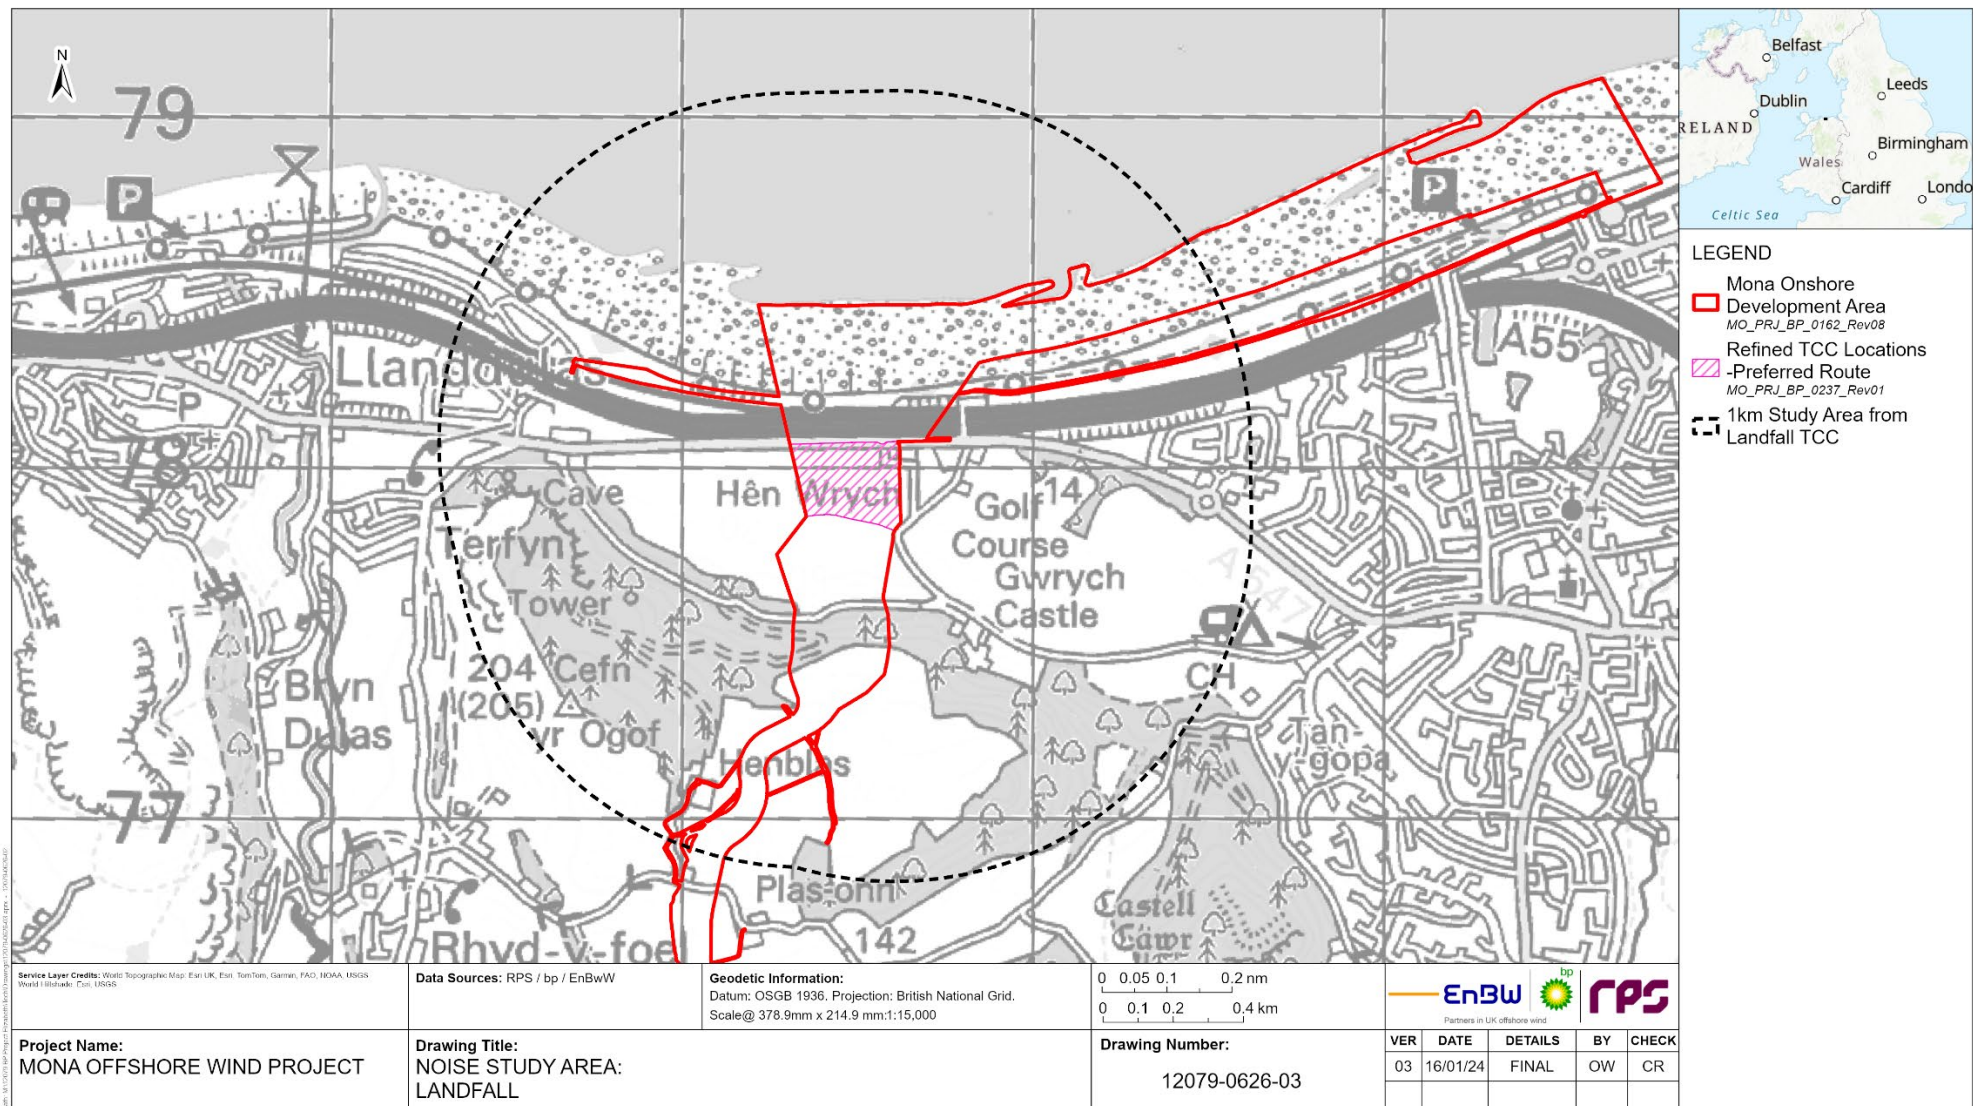 N
79
P
P
Llanddulas
A55
P
78
Cave
Hên Wrych
Golf
14
Course
Terfyn
Gwrych
Castle
A547
Tower
204
(205)
Cefn
yr Ogof
CH
Bryn
Dulas
Tan-
y-gopa
Henblas
77
Plas-onn
Castell
Cawr
142
Rhyd-y-foel
Belfast
Leeds
Dublin
RELAND
Birmingham
Wales
Cardiff
Londo
Celtic Sea
LEGEND
Mona Onshore
Development Area
MO_PRJ_BP_0162_Rev08
Refined TCC Locations
-Preferred Route
MO_PRJ_BP_0237_Rev01
1km Study Area from
Landfall TCC
Service Layer Credits: World Topographic Map: Esri UK, Esri, TomTom, Garmin, FAO, NOAA, USGS
World Hillshade: Esri, USGS
Data Sources: RPS / bp / EnBwW
Geodetic Information:
Datum: OSGB 1936. Projection: British National Grid.
Scale@ 378.9mm x 214.9 mm:1:15,000
0 0.05 0.1 0.2 nm
0 0.1 0.2 0.4 km
EnBW
bp
rps
Partners in UK offshore wind
Project Name:
MONA OFFSHORE WIND PROJECT
Drawing Title:
NOISE STUDY AREA:
LANDFALL
Drawing Number:
12079-0626-03
VER DATE DETAILS BY CHECK
03 16/01/24 FINAL OW CR